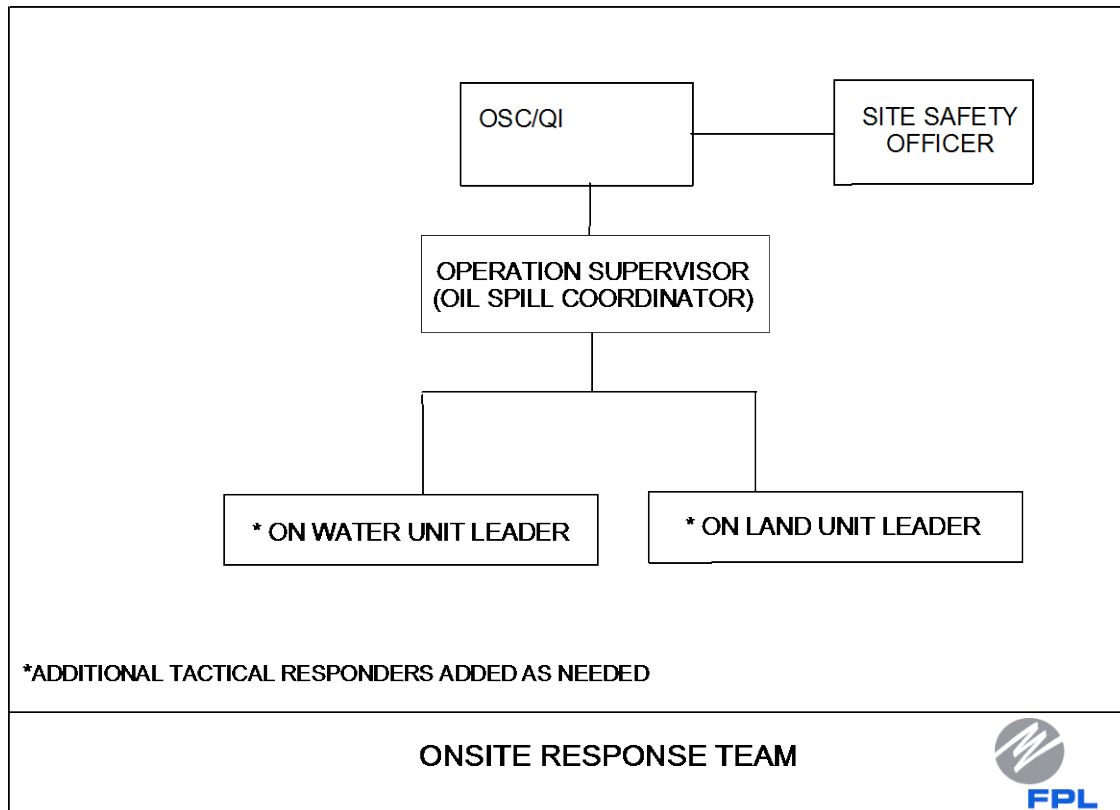 OSC/QI
SITE SAFETY
OFFICER
OPERATION SUPERVISOR
(OIL SPILL COORDINATOR)
* ON WATER UNIT LEADER
* ON LAND UNIT LEADER
*ADDITIONAL TACTICAL RESPONDERS ADDED AS NEEDED
ONSITE RESPONSE TEAM
FPL